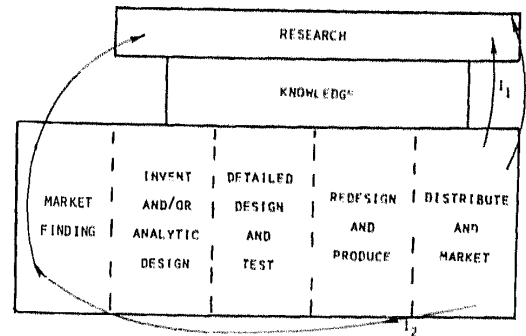 RESEARCH
KNOWLEDGE
I₁
MARKET
FINDING
INVENT
AND/OR
ANALYTIC
DESIGN
DETAILED
DESIGN
AND
TEST
REDESIGN
AND
PRODUCE
DISTRIBUTE
AND
MARKET
I₂